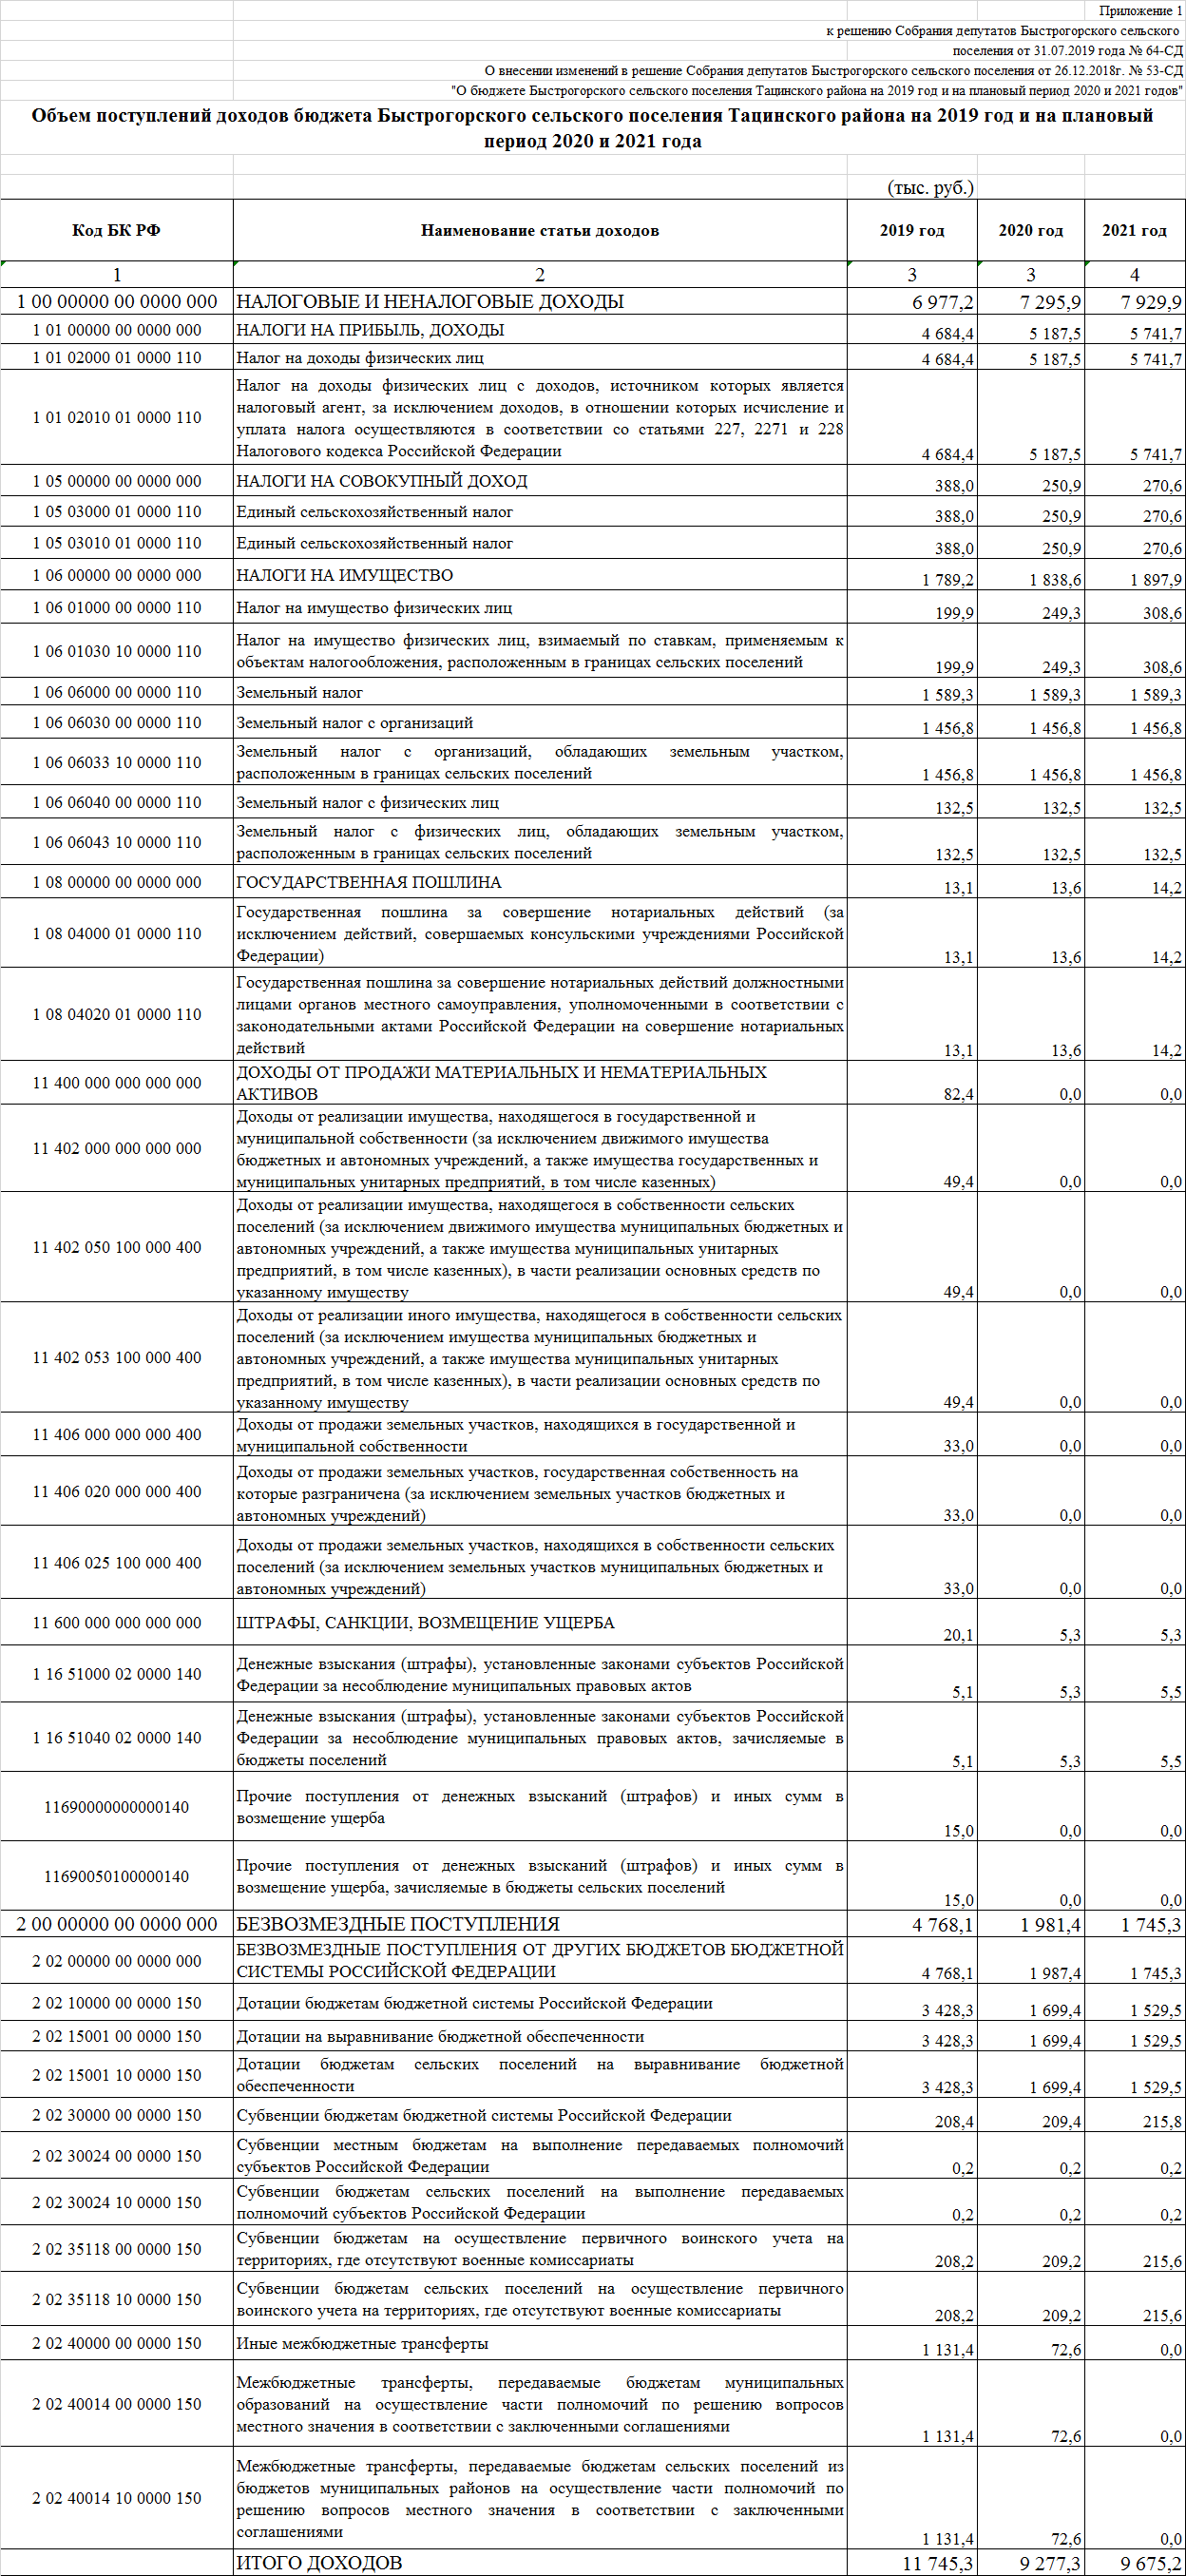 Приложение 1
к решению Собрания депутатов Быстрогорского сельского
поселения от 31.07.2019 года № 64-СД
О внесении изменений в решение Собрания депутатов Быстрогорского сельского поселения от 26.12.2018г. № 53-СД
"О бюджете Быстрогорского сельского поселения Тацинского района на 2019 год и на плановый период 2020 и 2021 годов"
Объем поступлений доходов бюджета Быстрогорского сельского поселения Тацинского района на 2019 год и на плановый
период 2020 и 2021 года
(тыс. руб.)
Код БК РФ Наименование статьи доходов 2019 год 2020 год 2021 год
1 2 3 3 4
1 00 00000 00 0000 000 НАЛОГОВЫЕ И НЕНАЛОГОВЫЕ ДОХОДЫ 6 977,2 7 295,9 7 929,9
1 01 00000 00 0000 000 НАЛОГИ НА ПРИБЫЛЬ, ДОХОДЫ 4 684,4 5 187,5 5 741,7
1 01 02000 01 0000 110 Налог на доходы физических лиц 4 684,4 5 187,5 5 741,7
1 01 02010 01 0000 110 Налог на доходы физических лиц с доходов, источником которых является
налоговый агент, за исключением доходов, в отношении которых исчисление и
уплата налога осуществляются в соответствии со статьями 227, 2271 и 228
Налогового кодекса Российской Федерации 4 684,4 5 187,5 5 741,7
1 05 00000 00 0000 000 НАЛОГИ НА СОВОКУПНЫЙ ДОХОД 388,0 250,9 270,6
1 05 03000 01 0000 110 Единый сельскохозяйственный налог 388,0 250,9 270,6
1 05 03010 01 0000 110 Единый сельскохозяйственный налог 388,0 250,9 270,6
1 06 00000 00 0000 000 НАЛОГИ НА ИМУЩЕСТВО 1 789,2 1 838,6 1 897,9
1 06 01000 00 0000 110 Налог на имущество физических лиц 199,9 249,3 308,6
1 06 01030 10 0000 110 Налог на имущество физических лиц, взимаемый по ставкам, применяемым к
объектам налогообложения, расположенным в границах сельских поселений 199,9 249,3 308,6
1 06 06000 00 0000 110 Земельный налог 1 589,3 1 589,3 1 589,3
1 06 06030 00 0000 110 Земельный налог с организаций 1 456,8 1 456,8 1 456,8
1 06 06033 10 0000 110 Земельный налог с организаций, обладающих земельным участком,
расположенным в границах сельских поселений 1 456,8 1 456,8 1 456,8
1 06 06040 00 0000 110 Земельный налог с физических лиц 132,5 132,5 132,5
1 06 06043 10 0000 110 Земельный налог с физических лиц, обладающих земельным участком,
расположенным в границах сельских поселений 132,5 132,5 132,5
1 08 00000 00 0000 000 ГОСУДАРСТВЕННАЯ ПОШЛИНА 13,1 13,6 14,2
1 08 04000 01 0000 110 Государственная пошлина за совершение нотариальных действий (за
исключением действий, совершаемых консульскими учреждениями Российской
Федерации) 13,1 13,6 14,2
1 08 04020 01 0000 110 Государственная пошлина за совершение нотариальных действий должностными
лицами органов местного самоуправления, уполномоченными в соответствии с
законодательными актами Российской Федерации на совершение нотариальных
действий 13,1 13,6 14,2
11 400 000 000 000 000 ДОХОДЫ ОТ ПРОДАЖИ МАТЕРИАЛЬНЫХ И НЕМАТЕРИАЛЬНЫХ
АКТИВОВ 82,4 0,0 0,0
11 402 000 000 000 000 Доходы от реализации имущества, находящегося в государственной и
муниципальной собственности (за исключением движимого имущества
бюджетных и автономных учреждений, а также имущества государственных и
муниципальных унитарных предприятий, в том числе казенных) 49,4 0,0 0,0
11 402 050 100 000 400 Доходы от реализации имущества, находящегося в собственности сельских
поселений (за исключением движимого имущества муниципальных бюджетных и
автономных учреждений, а также имущества муниципальных унитарных
предприятий, в том числе казенных), в части реализации основных средств по
указанному имуществу 49,4 0,0 0,0
11 402 053 100 000 400 Доходы от реализации иного имущества, находящегося в собственности сельских
поселений (за исключением имущества муниципальных бюджетных и
автономных учреждений, а также имущества муниципальных унитарных
предприятий, в том числе казенных), в части реализации основных средств по
указанному имуществу 49,4 0,0 0,0
11 406 000 000 000 400 Доходы от продажи земельных участков, находящихся в государственной и
муниципальной собственности 33,0 0,0 0,0
11 406 020 000 000 400 Доходы от продажи земельных участков, государственная собственность на
которые разграничена (за исключением земельных участков бюджетных и
автономных учреждений) 33,0 0,0 0,0
11 406 025 100 000 400 Доходы от продажи земельных участков, находящихся в собственности сельских
поселений (за исключением земельных участков муниципальных бюджетных и
автономных учреждений) 33,0 0,0 0,0
11 600 000 000 000 000 ШТРАФЫ, САНКЦИИ, ВОЗМЕЩЕНИЕ УЩЕРБА 20,1 5,3 5,3
1 16 51000 02 0000 140 Денежные взыскания (штрафы), установленные законами субъектов Российской
Федерации за несоблюдение муниципальных правовых актов 5,1 5,3 5,5
1 16 51040 02 0000 140 Денежные взыскания (штрафы), установленные законами субъектов Российской
Федерации за несоблюдение муниципальных правовых актов, зачисляемые в
бюджеты поселений 5,1 5,3 5,5
11690000000000140 Прочие поступления от денежных взысканий (штрафов) и иных сумм в
возмещение ущерба 15,0 0,0 0,0
11690050100000140 Прочие поступления от денежных взысканий (штрафов) и иных сумм в
возмещение ущерба, зачисляемые в бюджеты сельских поселений 15,0 0,0 0,0
2 00 00000 00 0000 000 БЕЗВОЗМЕЗДНЫЕ ПОСТУПЛЕНИЯ 4 768,1 1 981,4 1 745,3
2 02 00000 00 0000 000 БЕЗВОЗМЕЗДНЫЕ ПОСТУПЛЕНИЯ ОТ ДРУГИХ БЮДЖЕТОВ БЮДЖЕТНОЙ
СИСТЕМЫ РОССИЙСКОЙ ФЕДЕРАЦИИ 4 768,1 1 987,4 1 745,3
2 02 10000 00 0000 150 Дотации бюджетам бюджетной системы Российской Федерации 3 428,3 1 699,4 1 529,5
2 02 15001 00 0000 150 Дотации на выравнивание бюджетной обеспеченности 3 428,3 1 699,4 1 529,5
2 02 15001 10 0000 150 Дотации бюджетам сельских поселений на выравнивание бюджетной
обеспеченности 3 428,3 1 699,4 1 529,5
2 02 30000 00 0000 150 Субвенции бюджетам бюджетной системы Российской Федерации 208,4 209,4 215,8
2 02 30024 00 0000 150 Субвенции местным бюджетам на выполнение передаваемых полномочий
субъектов Российской Федерации 0,2 0,2 0,2
2 02 30024 10 0000 150 Субвенции бюджетам сельских поселений на выполнение передаваемых
полномочий субъектов Российской Федерации 0,2 0,2 0,2
2 02 35118 00 0000 150 Субвенции бюджетам на осуществление первичного воинского учета на
территориях, где отсутствуют военные комиссариаты 208,2 209,2 215,6
2 02 35118 10 0000 150 Субвенции бюджетам сельских поселений на осуществление первичного
воинского учета на территориях, где отсутствуют военные комиссариаты 208,2 209,2 215,6
2 02 40000 00 0000 150 Иные межбюджетные трансферты 1 131,4 72,6 0,0
2 02 40014 00 0000 150 Межбюджетные трансферты, передаваемые бюджетам муниципальных
образований на осуществление части полномочий по решению вопросов
местного значения в соответствии с заключенными соглашениями 1 131,4 72,6 0,0
2 02 40014 10 0000 150 Межбюджетные трансферты, передаваемые бюджетам сельских поселений из
бюджетов муниципальных районов на осуществление части полномочий по
решению вопросов местного значения в соответствии с заключенными
соглашениями 1 131,4 72,6 0,0
ИТОГО ДОХОДОВ 11 745,3 9 277,3 9 675,2